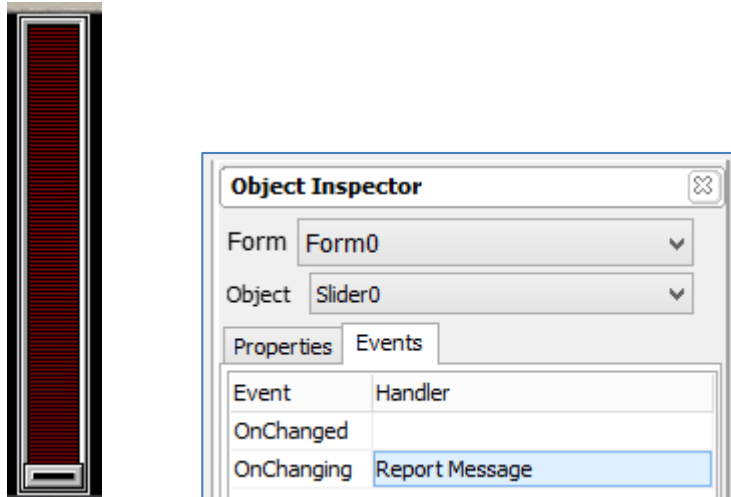 Object Inspector
Form Form0
Object Slider0
Properties Events
Event Handler
OnChanged
OnChanging Report Message